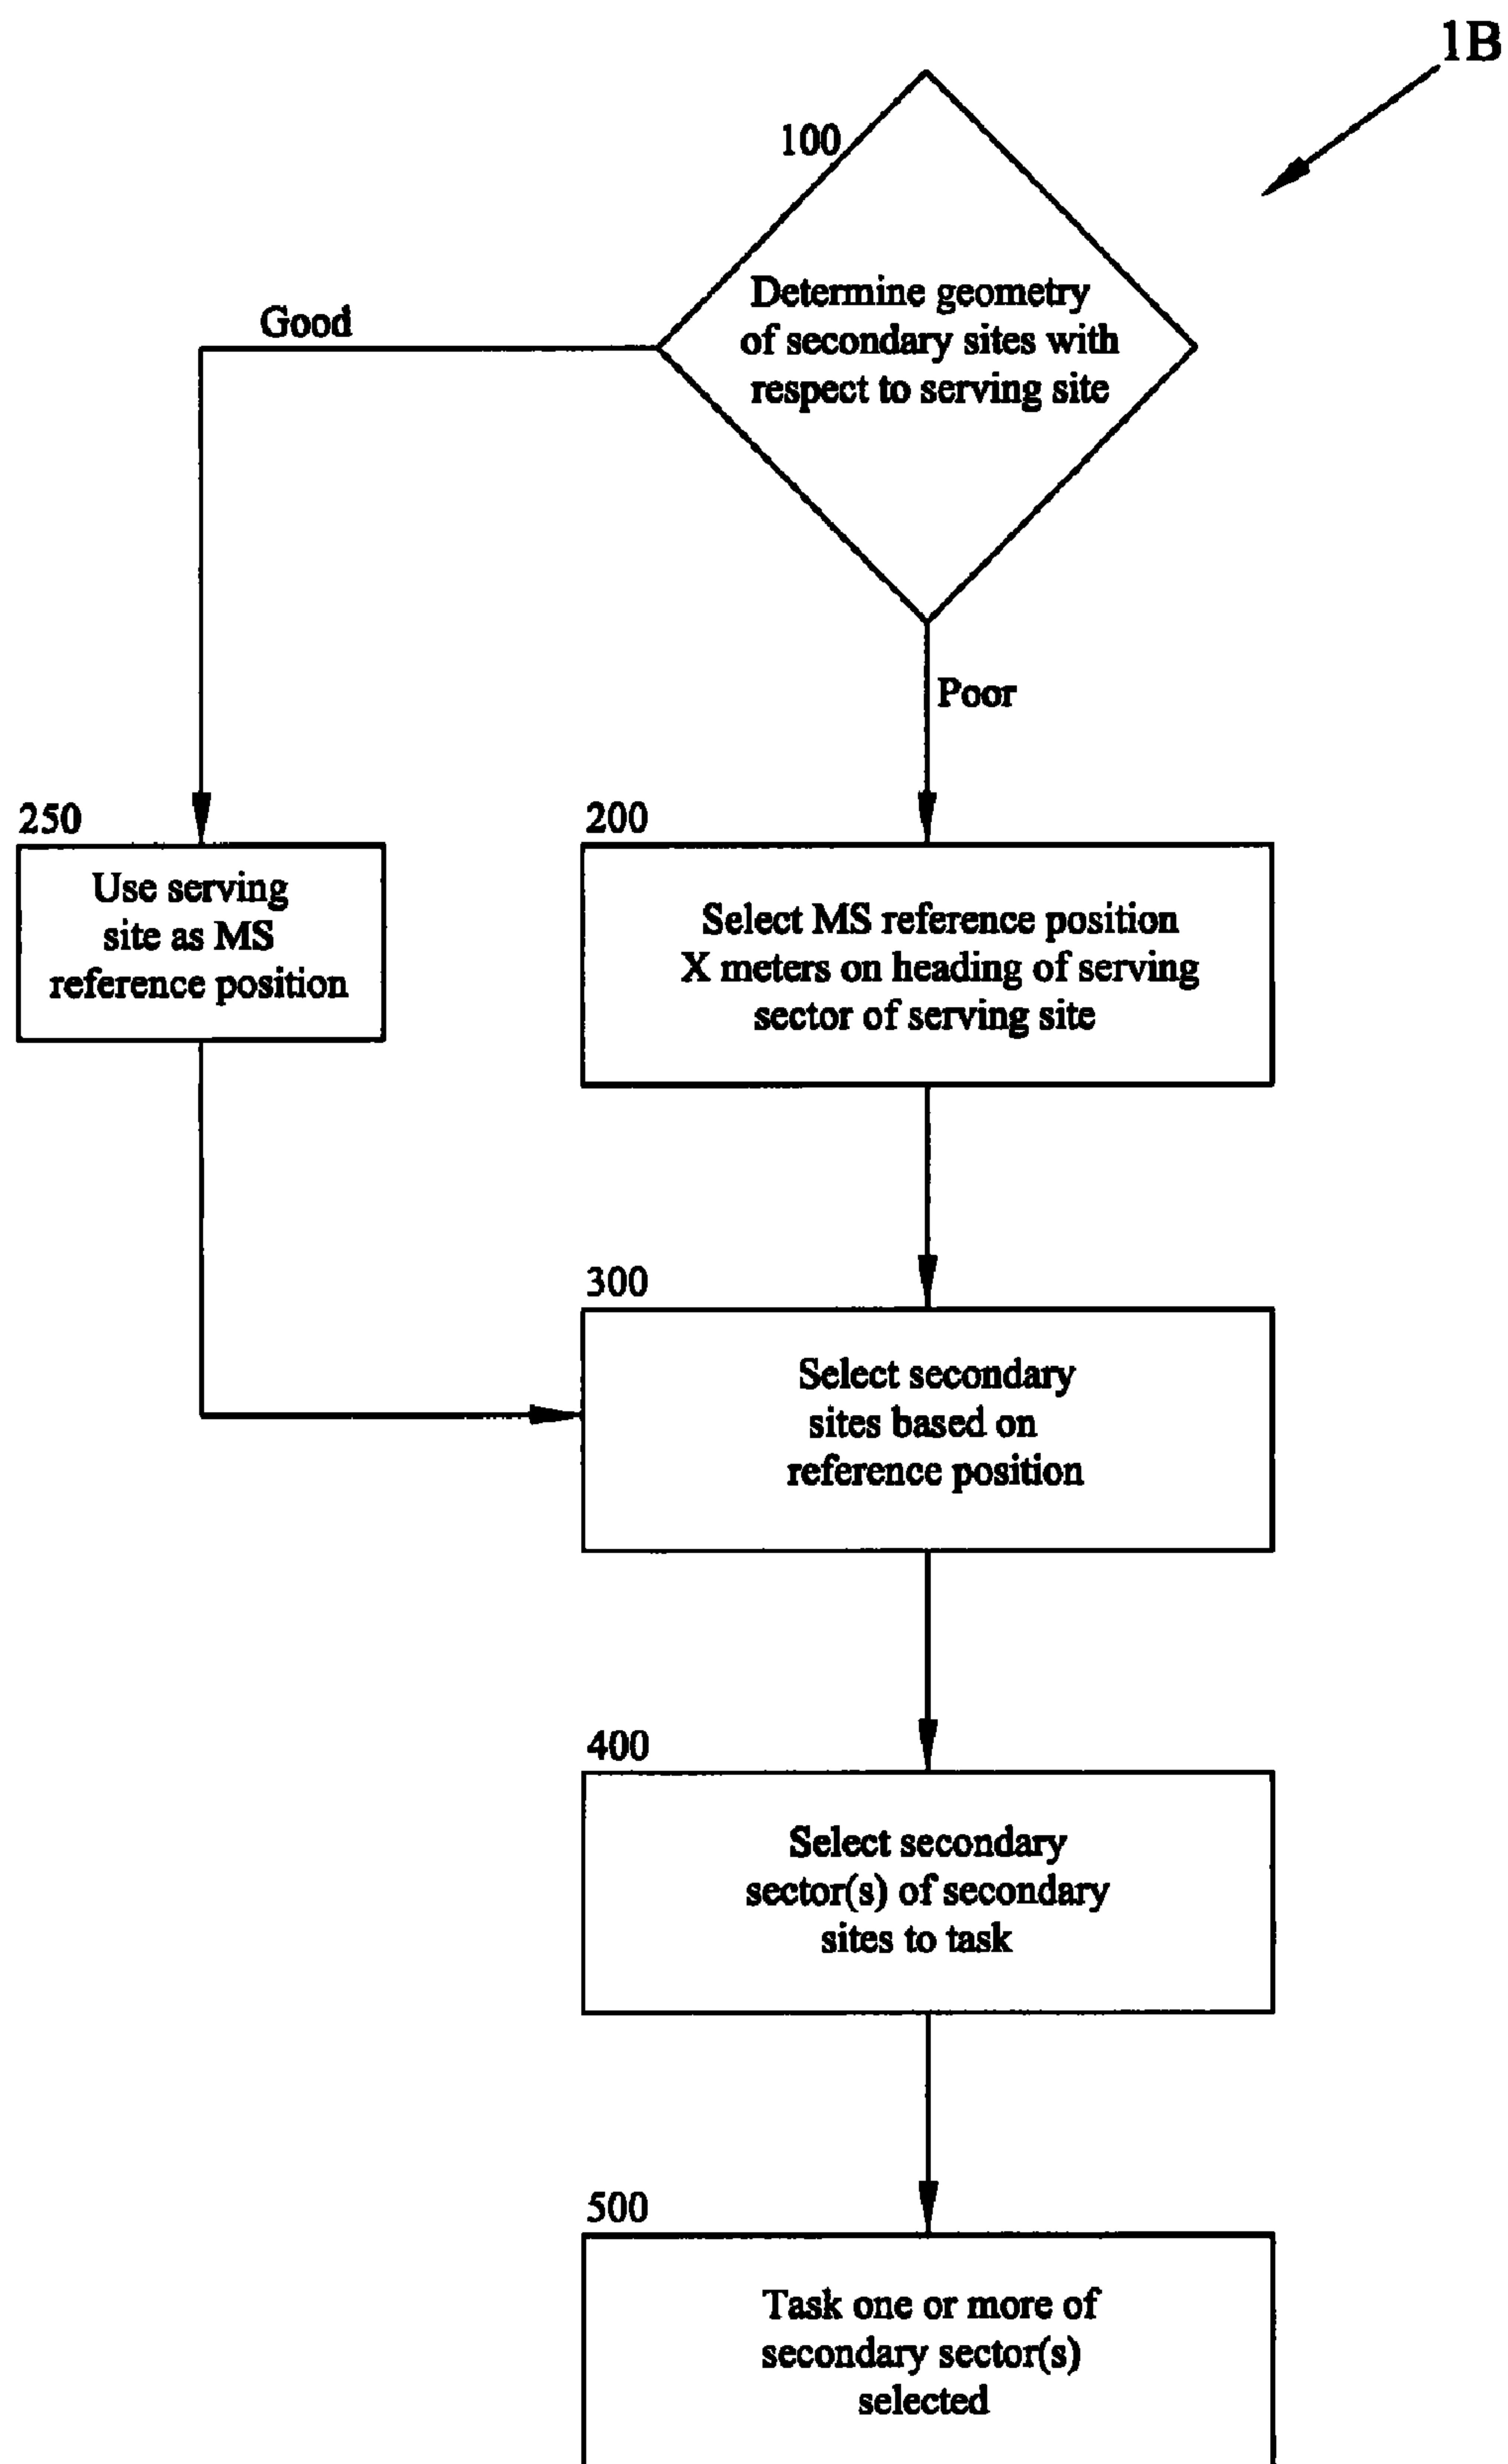 1B
100
Determine geometry
of secondary sites with
respect to serving site
Good
Poor
250
Use serving
site as MS
reference position
200
Select MS reference position
X meters on heading of serving
sector of serving site
300
Select secondary
sites based on
reference position
400
Select secondary
sector(s) of secondary
sites to task
500
Task one or more of
secondary sector(s)
selected